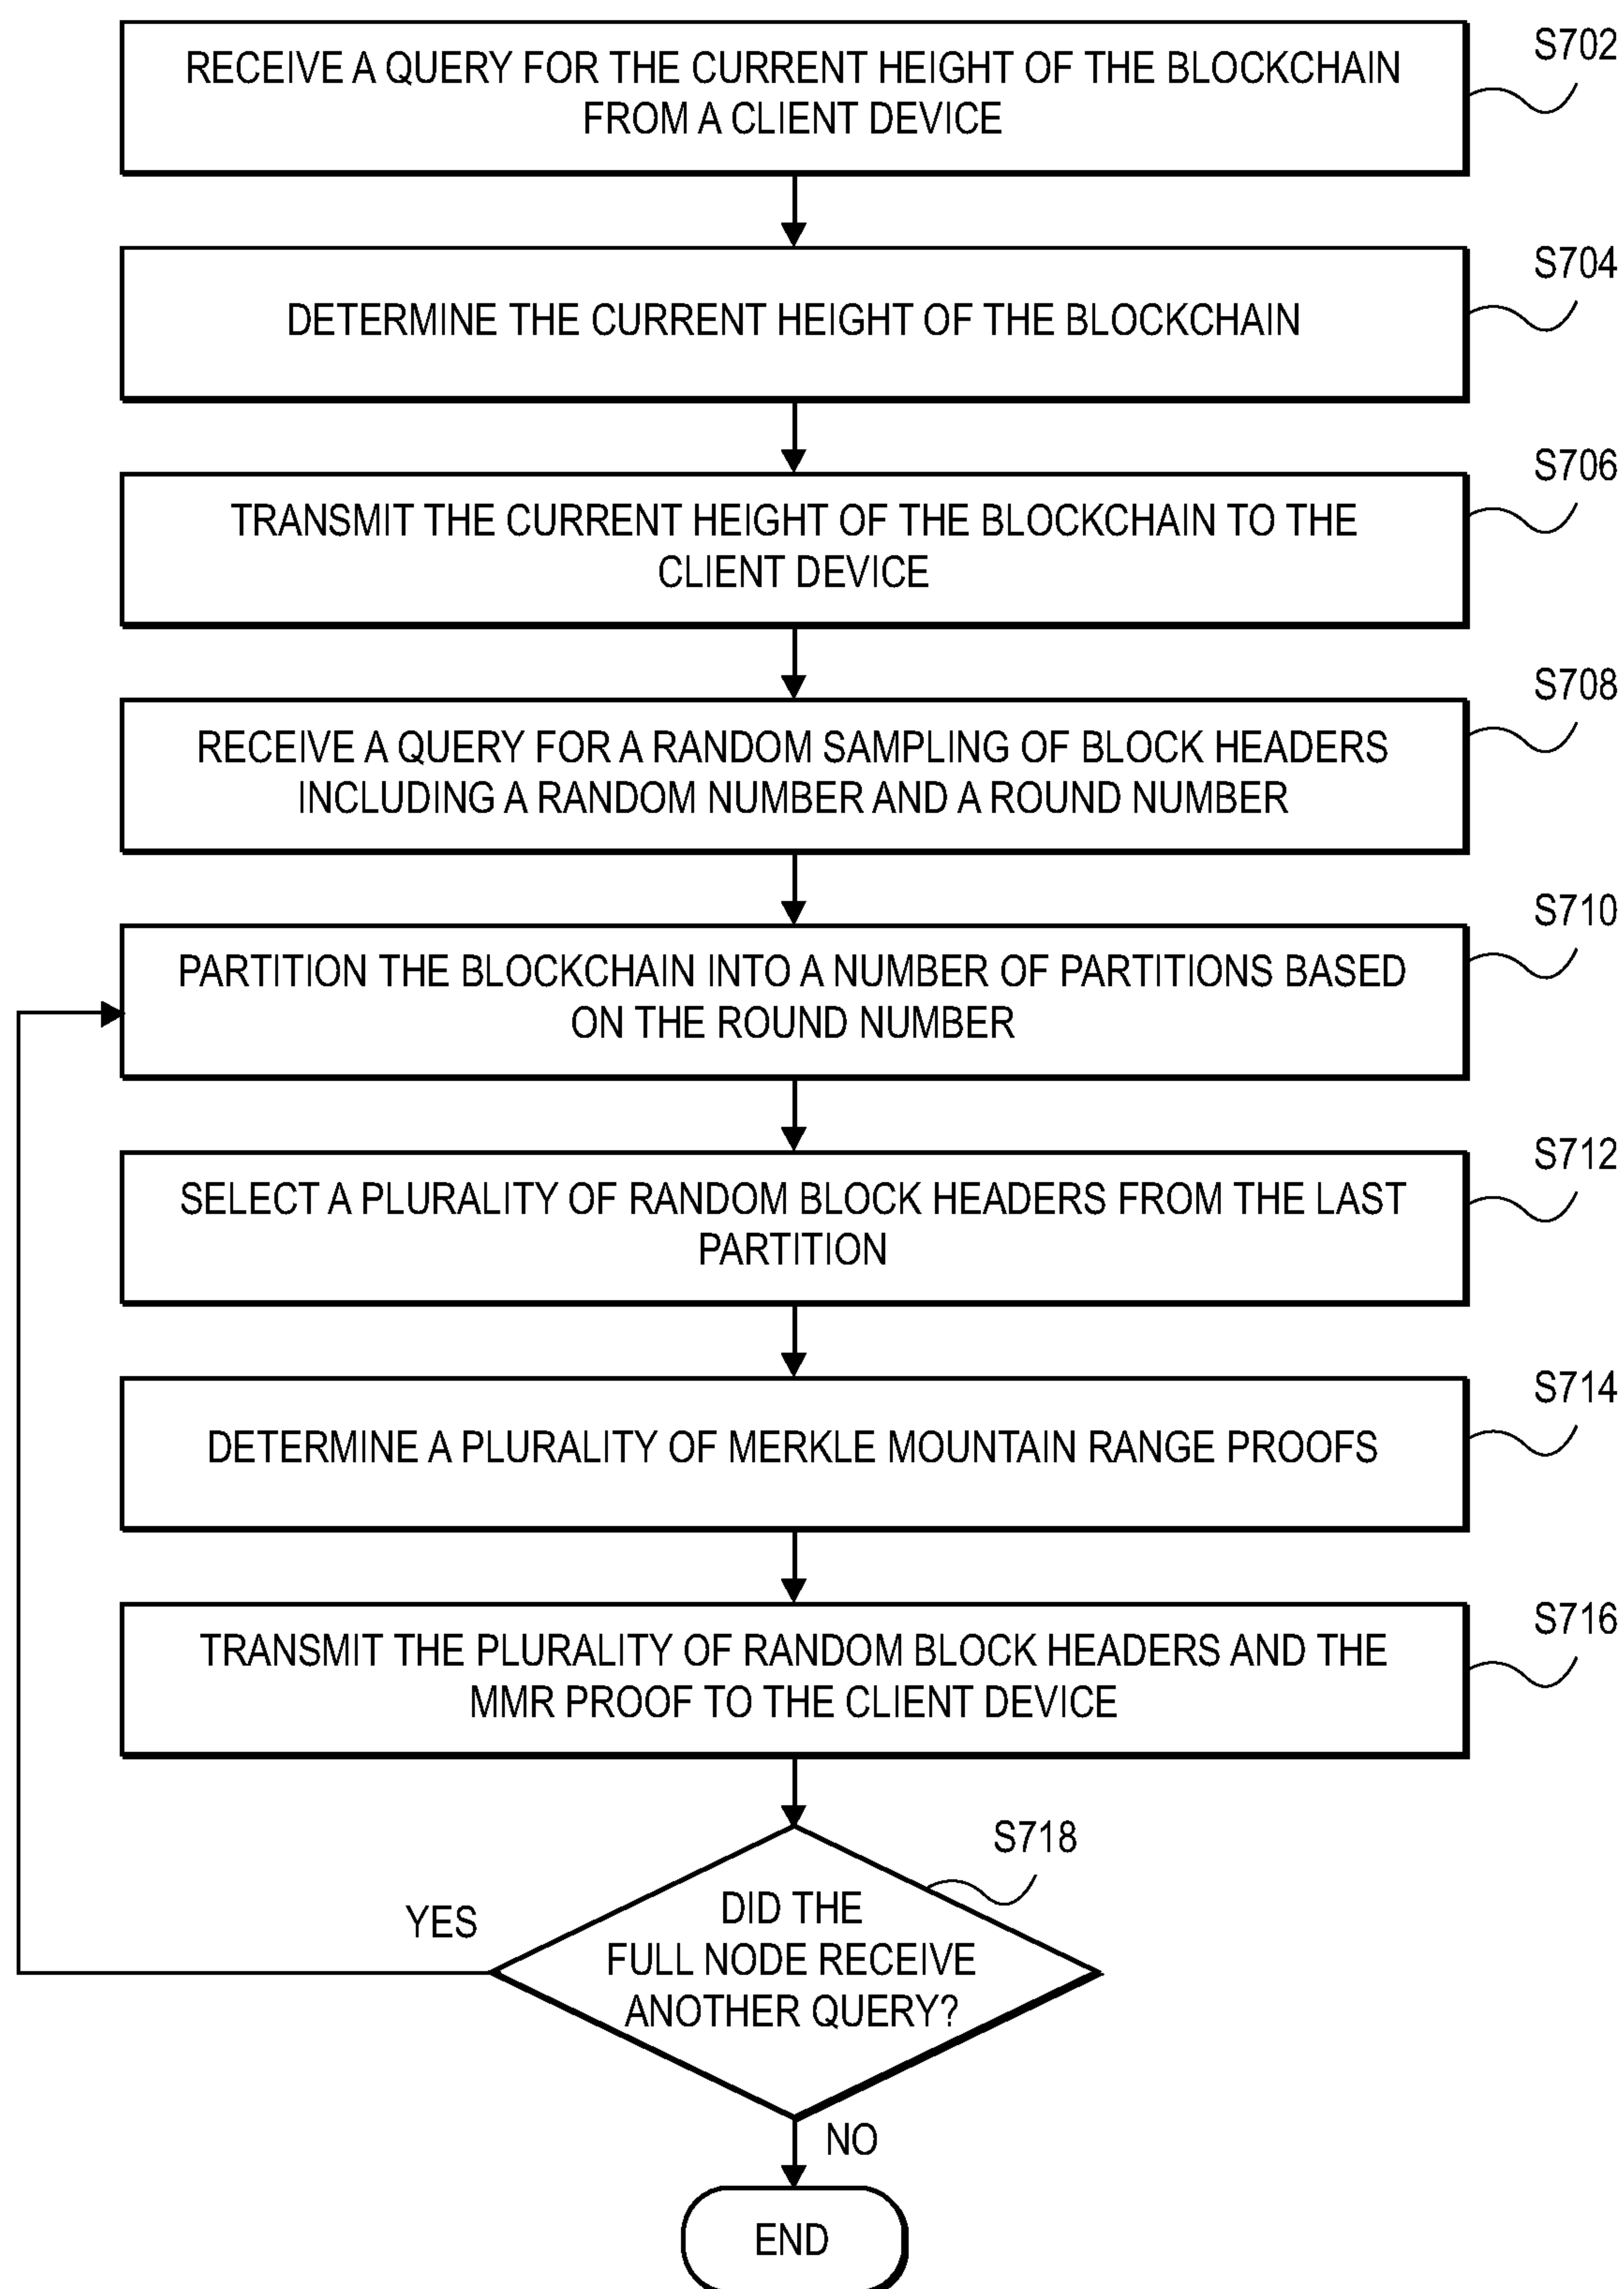 RECEIVE A QUERY FOR THE CURRENT HEIGHT OF THE BLOCKCHAIN
FROM A CLIENT DEVICE
S702
DETERMINE THE CURRENT HEIGHT OF THE BLOCKCHAIN
S704
TRANSMIT THE CURRENT HEIGHT OF THE BLOCKCHAIN TO THE
CLIENT DEVICE
S706
RECEIVE A QUERY FOR A RANDOM SAMPLING OF BLOCK HEADERS
INCLUDING A RANDOM NUMBER AND A ROUND NUMBER
S708
PARTITION THE BLOCKCHAIN INTO A NUMBER OF PARTITIONS BASED
ON THE ROUND NUMBER
S710
SELECT A PLURALITY OF RANDOM BLOCK HEADERS FROM THE LAST
PARTITION
S712
DETERMINE A PLURALITY OF MERKLE MOUNTAIN RANGE PROOFS
S714
TRANSMIT THE PLURALITY OF RANDOM BLOCK HEADERS AND THE
MMR PROOF TO THE CLIENT DEVICE
S716
S718
DID THE
FULL NODE RECEIVE
ANOTHER QUERY?
YES
NO
END